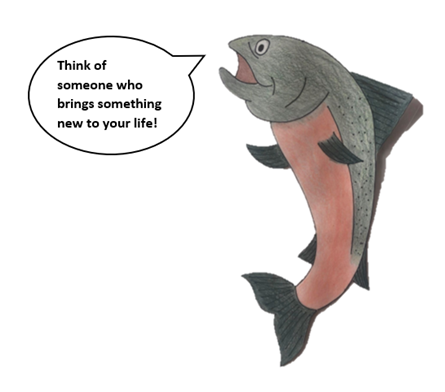 Think of
someone who
brings something
new to your life!